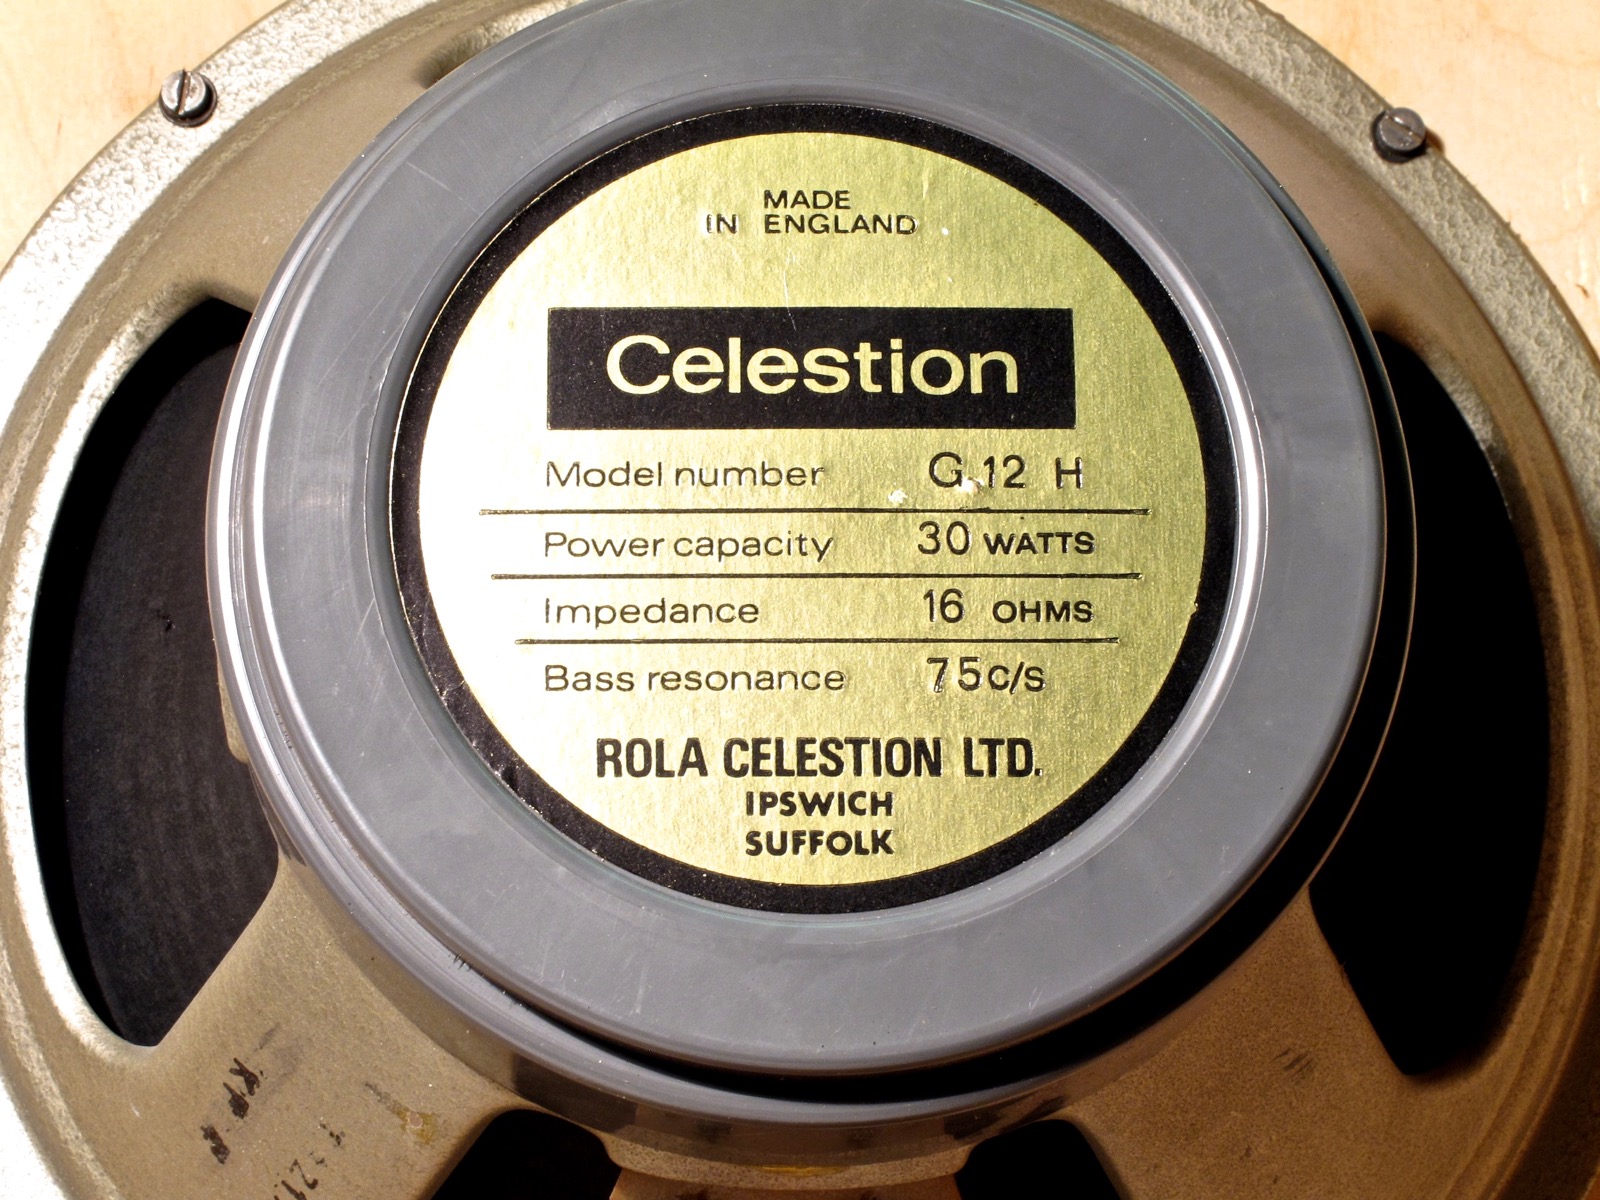 MADE
IN ENGLAND
Celestion
Model number G.12 H
Power capacity 30 WATTS
Impedance 16 OHMS
Bass resonance 75c/s
ROLA CELESTION LTD.
IPSWICH
SUFFOLK